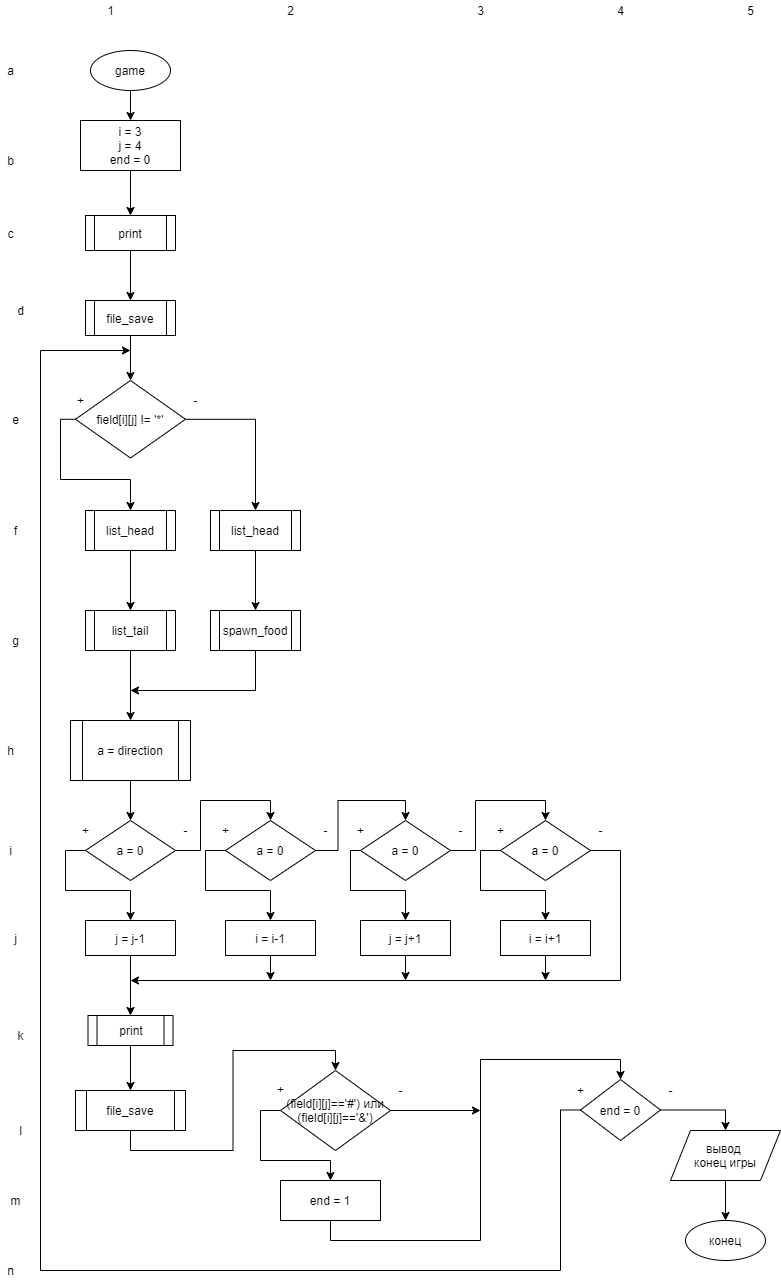 1 2 3 4 5
a
game
i = 3
j = 4
end = 0
b
c
print
d
file_save
+ -
e
field[i][j] != '*'
f
list_head
list_head
g
list_tail
spawn_food
h
a = direction
+ - + - + - + -
i
a = 0
a = 0
a = 0
a = 0
j
j = j-1
i = i-1
j = j+1
i = i+1
k
print
l
file_save
+ -
(field[i][j]=='#') или
(field[i][j]=='&')
+ -
end = 0
вывод
конец игры
m
end = 1
конец
n